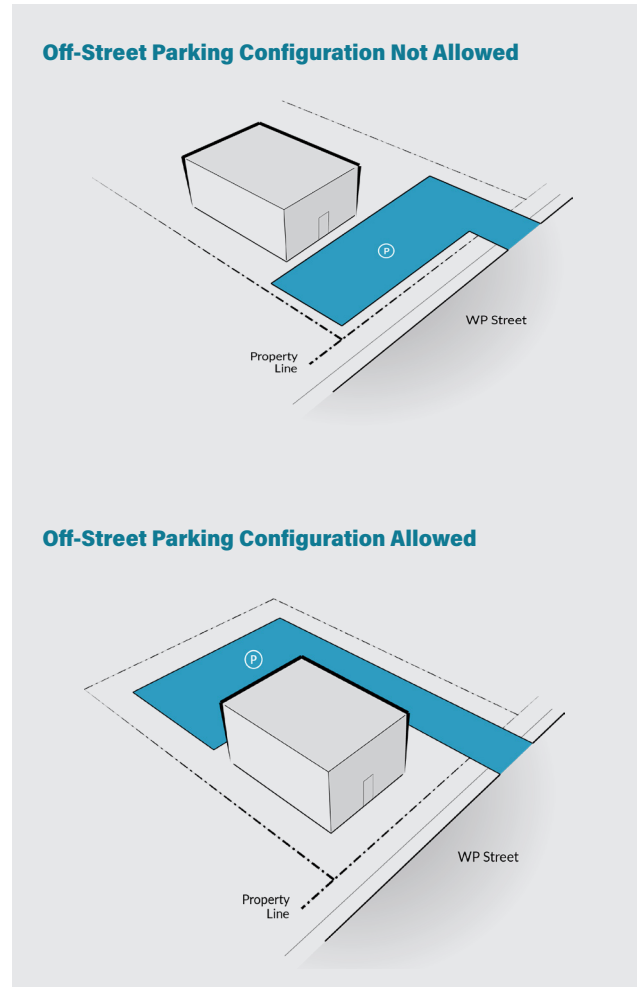 Off-Street Parking Configuration Not Allowed
P
WP Street
Property
Line
Off-Street Parking Configuration Allowed
P
WP Street
Property
Line